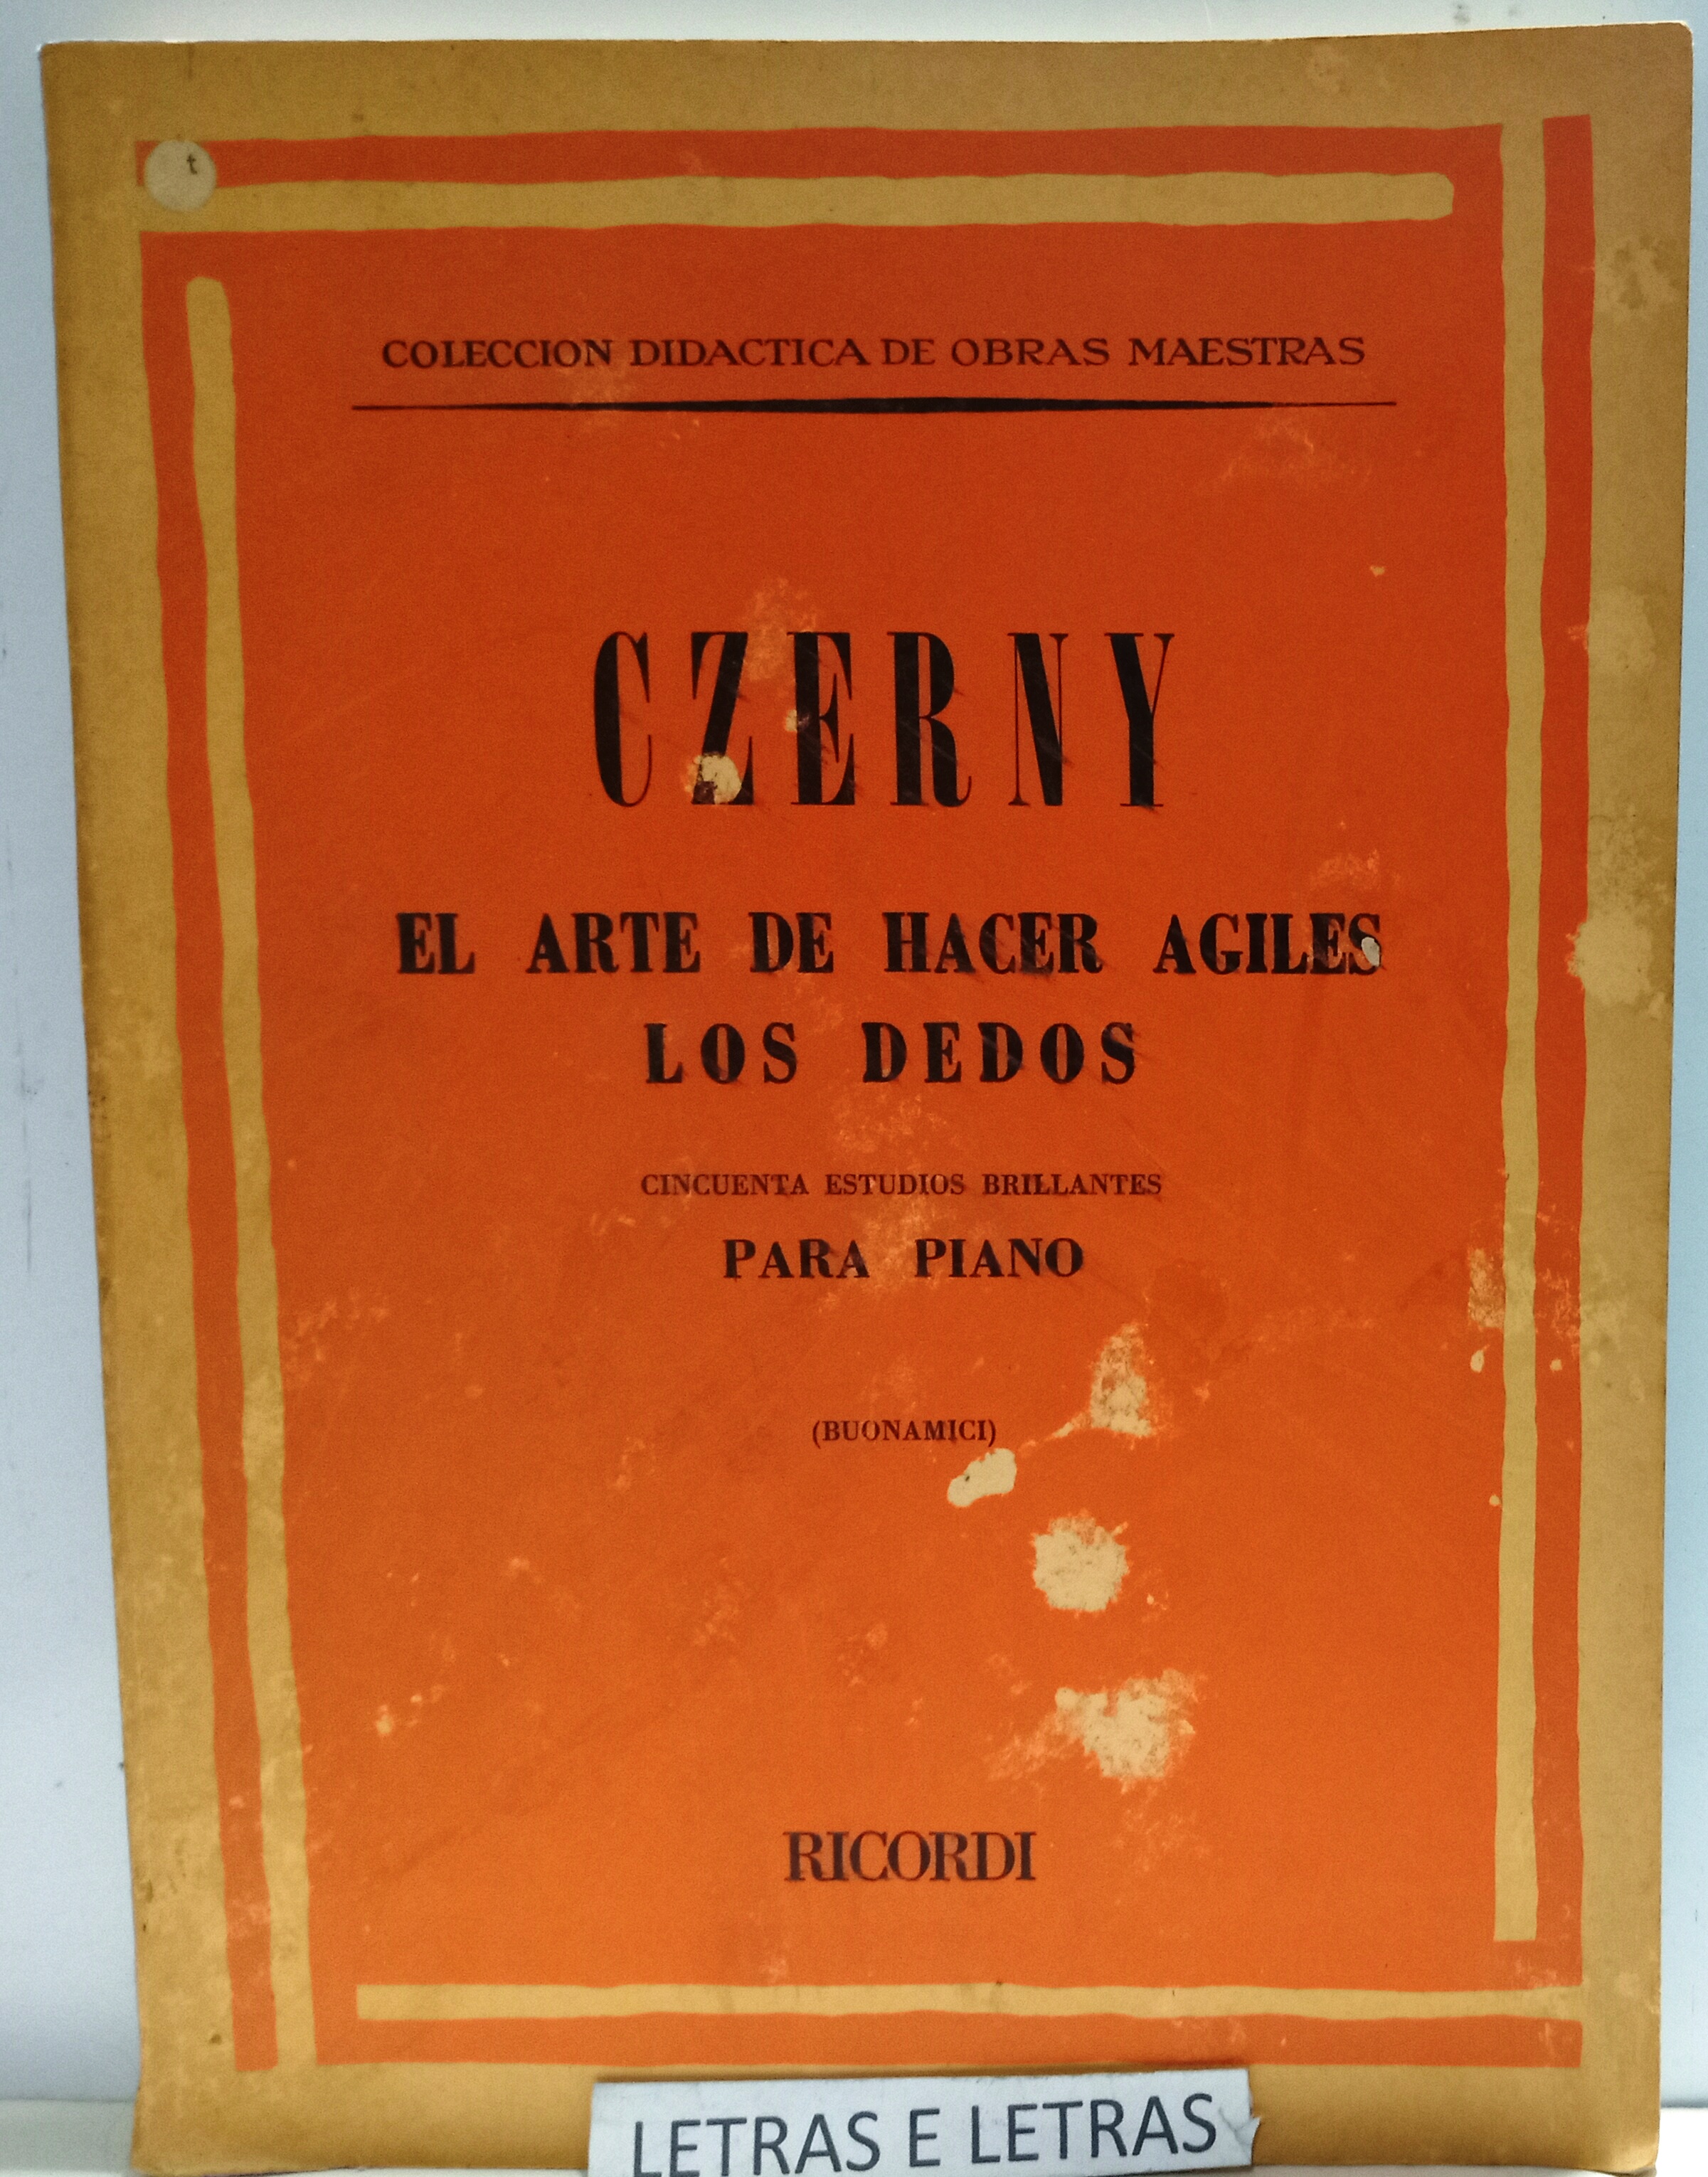 t
COLECCION DIDACTICA DE OBRAS MAESTRAS
CZERNY
EL ARTE DE HACER AGILES
LOS DEDOS
CINCUENTA ESTUDIOS BRILLANTES
PARA PIANO
(BUONAMICI)
RICORDI
LETRAS E LETRAS